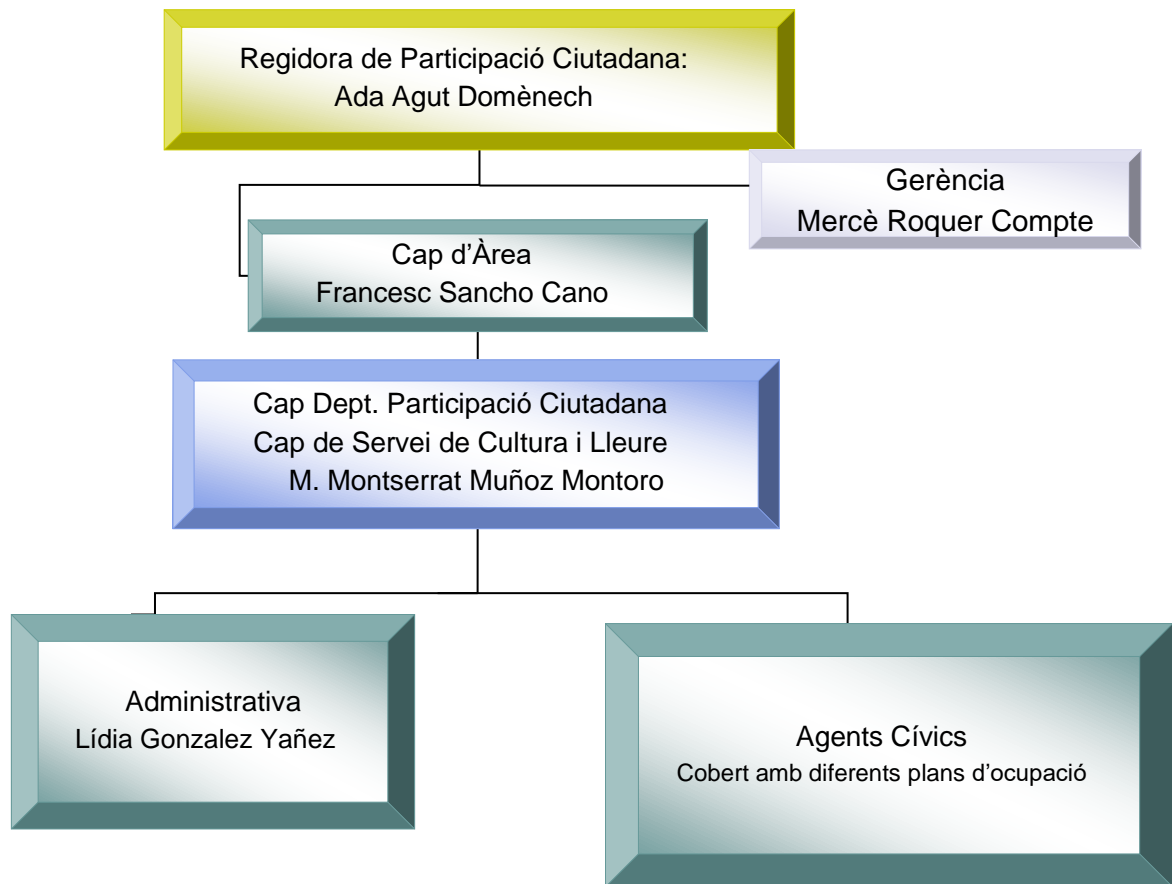 Regidora de Participació Ciutadana:
Ada Agut Domènech
Gerència
Mercè Roquer Compte
Cap d'Àrea
Francesc Sancho Cano
Cap Dept. Participació Ciutadana
Cap de Servei de Cultura i Lleure
M. Montserrat Muñoz Montoro
Administrativa
Lídia Gonzalez Yañez
Agents Cívics
Cobert amb diferents plans d'ocupació